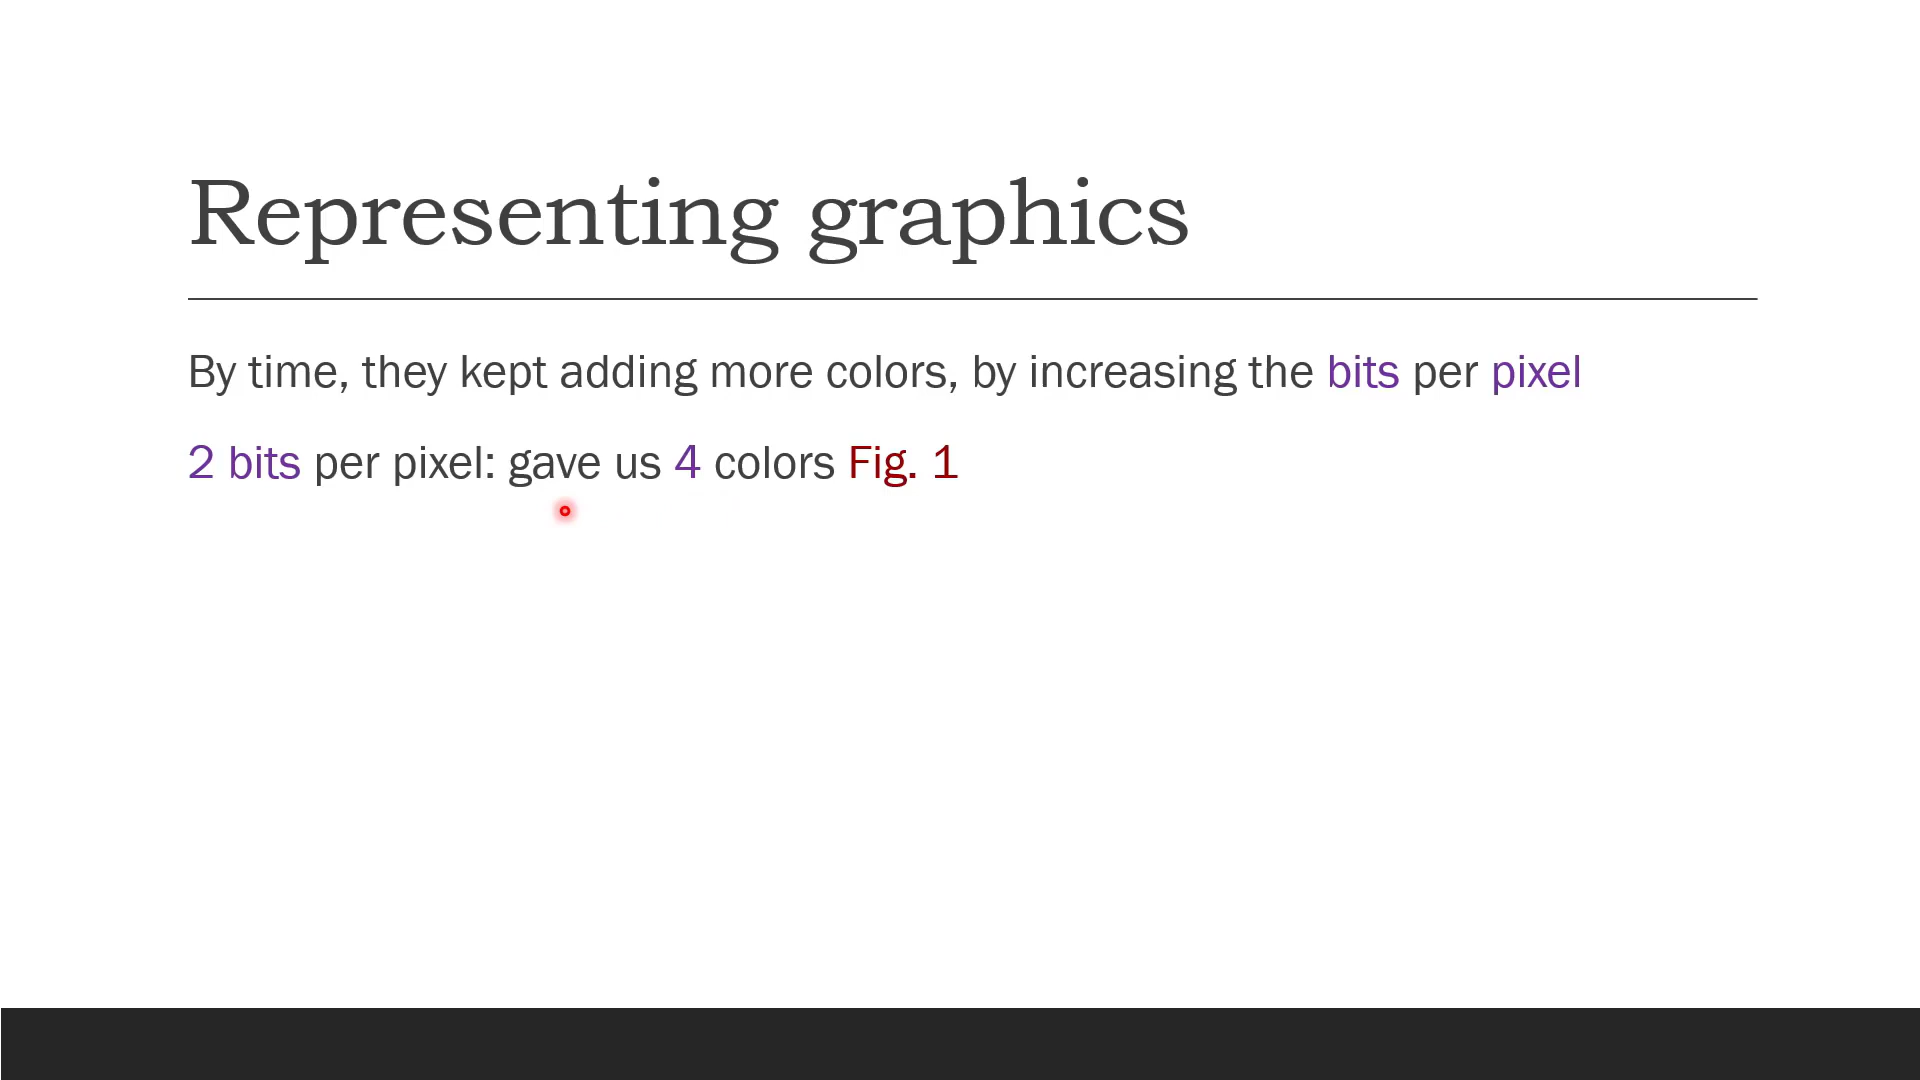 Representing graphics
By time, they kept adding more colors, by increasing the bits per pixel
2 bits per pixel: gave us 4 colors Fig. 1